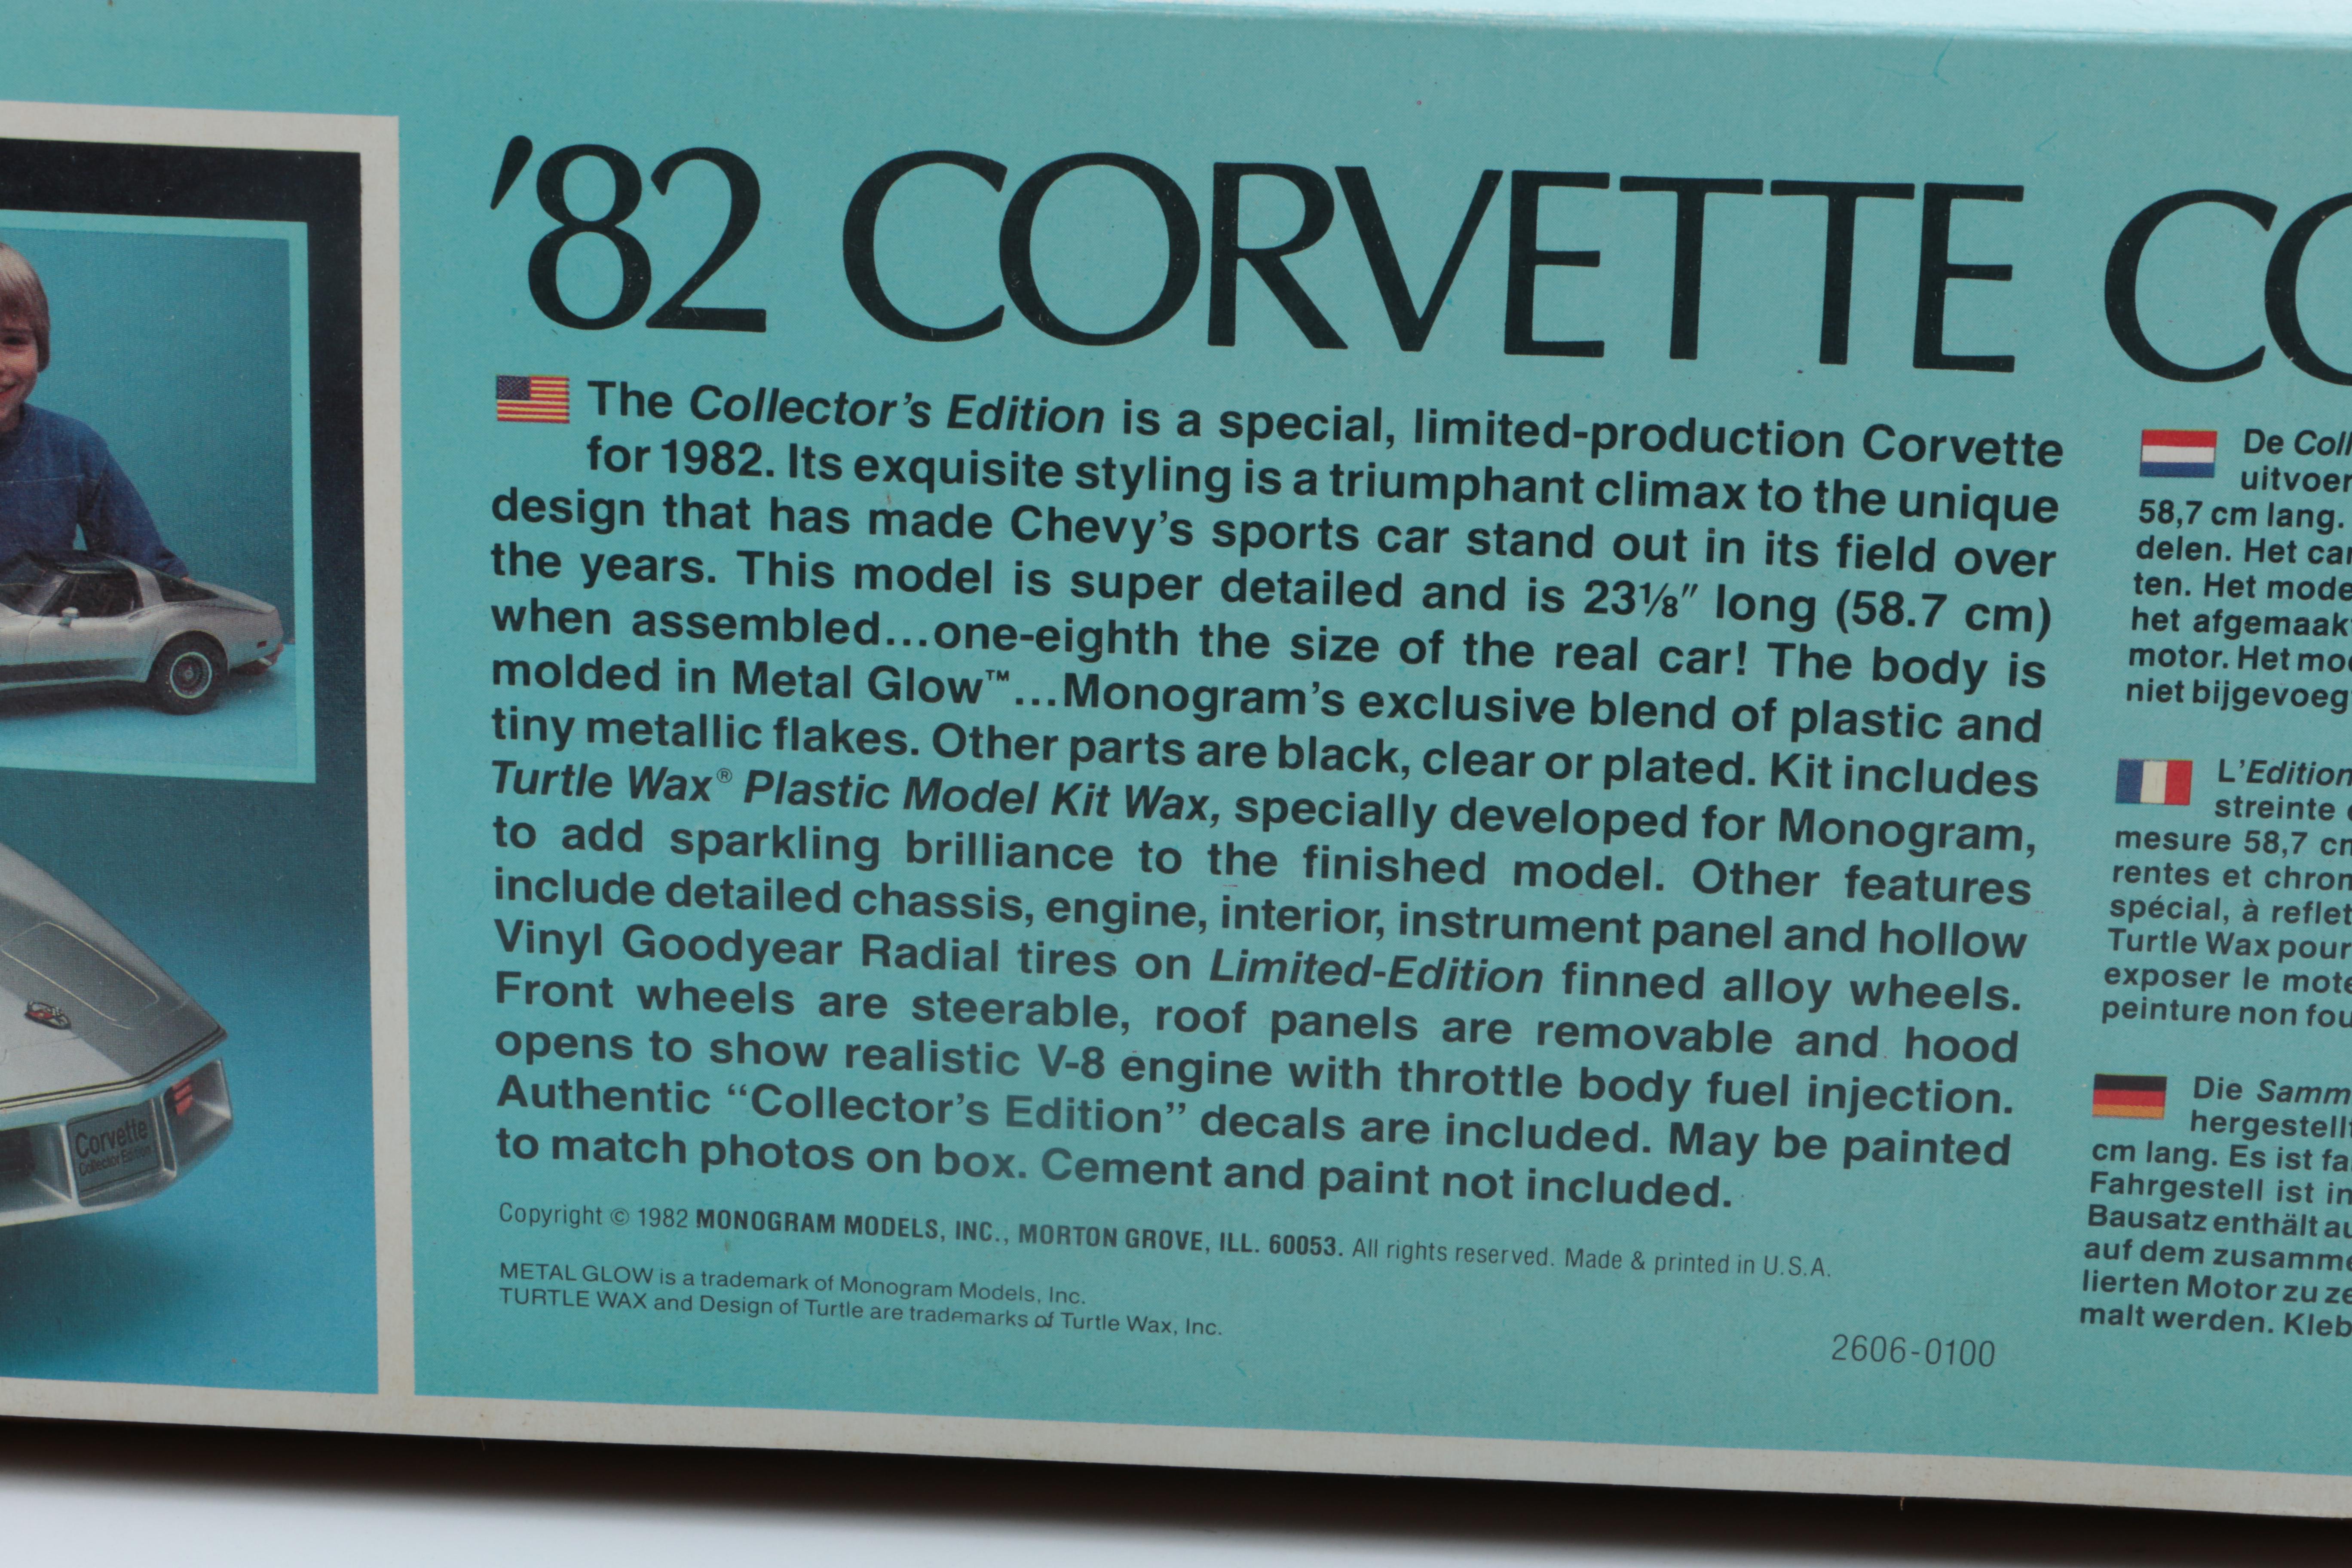 '82 CORVETTE CO
The Collector's Edition is a special, limited-production Corvette
for 1982. Its exquisite styling is a triumphant climax to the unique
design that has made Chevy's sports car stand out in its field over
the years. This model is super detailed and is 23⅛" long (58.7 cm)
when assembled...one-eighth the size of the real car! The body is
molded in Metal Glow™...Monogram's exclusive blend of plastic and
tiny metallic flakes. Other parts are black, clear or plated. Kit includes
Turtle Wax® Plastic Model Kit Wax, specially developed for Monogram,
to add sparkling brilliance to the finished model. Other features
include detailed chassis, engine, interior, instrument panel and hollow
Vinyl Goodyear Radial tires on Limited-Edition finned alloy wheels.
Front wheels are steerable, roof panels are removable and hood
opens to show realistic V-8 engine with throttle body fuel injection.
Authentic “Collector's Edition” decals are included. May be painted
to match photos on box. Cement and paint not included.
Copyright © 1982 MONOGRAM MODELS, INC., MORTON GROVE, ILL. 60053. All rights reserved. Made & printed in U.S.A.
METAL GLOW is a trademark of Monogram Models, Inc.
TURTLE WAX and Design of Turtle are trademarks of Turtle Wax, Inc.
2606-0100
De Coll
uitvoer
58,7 cm lang.
delen. Het car
ten. Het mode
het afgemaak
motor. Het mo
niet bijgevoeg
L'Edition
streinte
mesure 58,7 cm
rentes et chrom
spécial, à reflet
Turtle Wax pour
exposer le mote
peinture non fou
Die Samm
hergestellt
cm lang. Es ist fa
Fahrgestell ist in
Bausatz enthält au
auf dem zusamme
lierten Motor zu ze
malt werden. Kleb
Corvette
Collector Edition